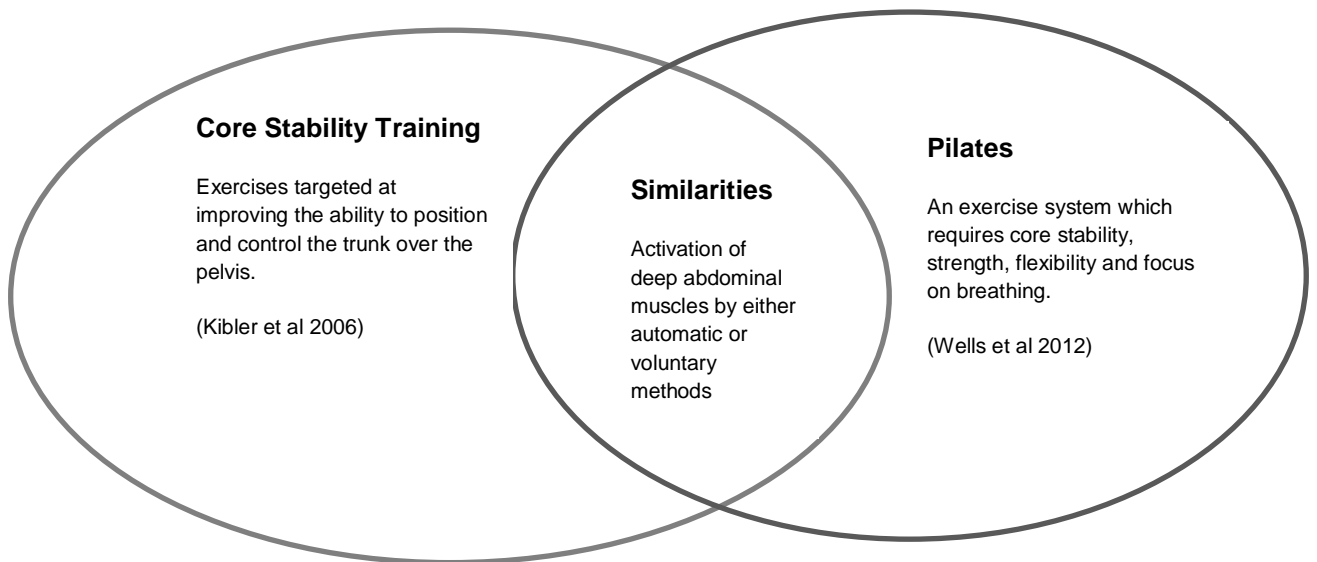 Core Stability Training
Exercises targeted at
improving the ability to position
and control the trunk over the
pelvis.
(Kibler et al 2006)
Similarities
Activation of
deep abdominal
muscles by either
automatic or
voluntary
methods
Pilates
An exercise system which
requires core stability,
strength, flexibility and focus
on breathing.
(Wells et al 2012)